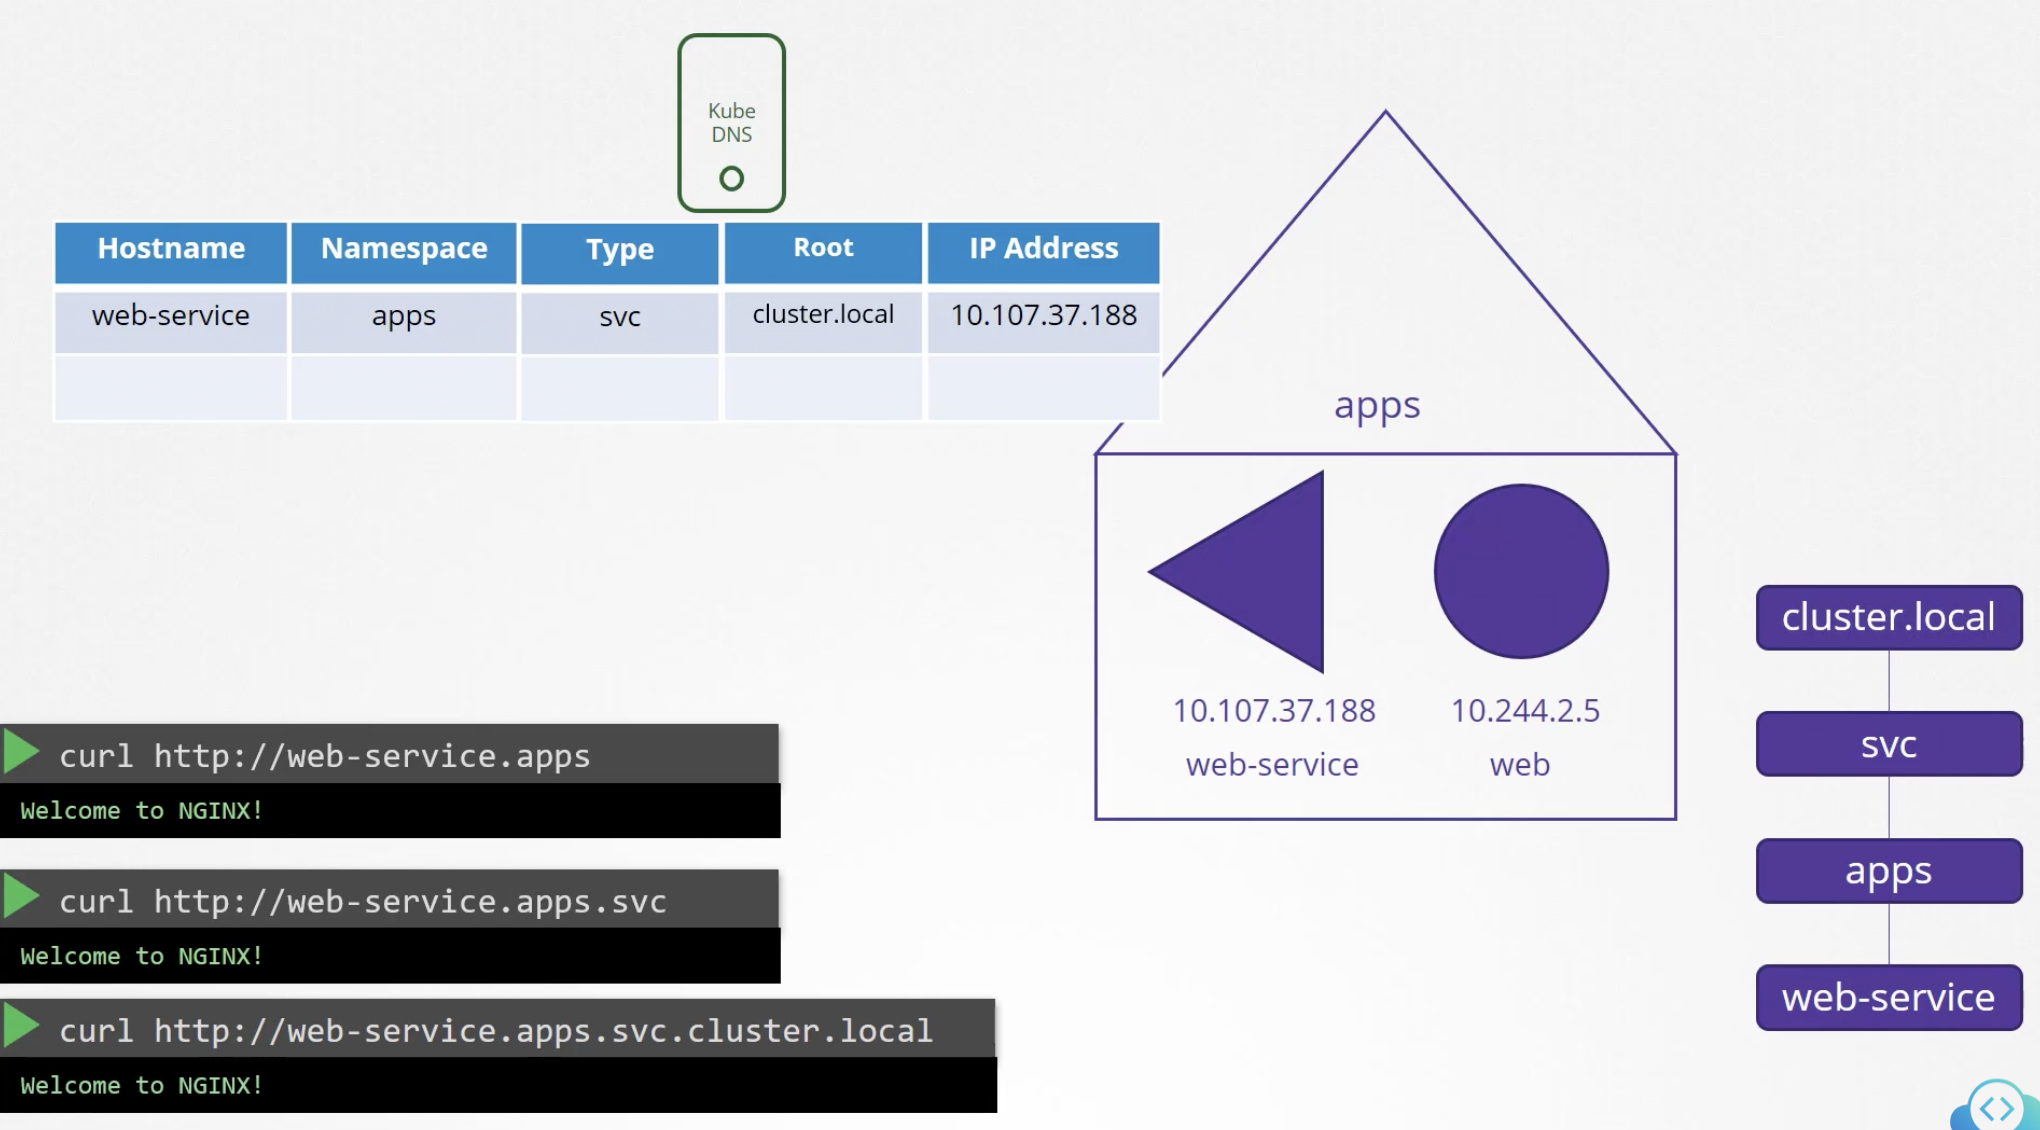 Kube
DNS
Hostname Namespace Type Root IP Address
web-service apps svc cluster.local 10.107.37.188
apps
10.107.37.188 10.244.2.5
web-service web
cluster.local
svc
apps
web-service
curl http://web-service.apps
Welcome to NGINX!
curl http://web-service.apps.svc
Welcome to NGINX!
curl http://web-service.apps.svc.cluster.local
Welcome to NGINX!